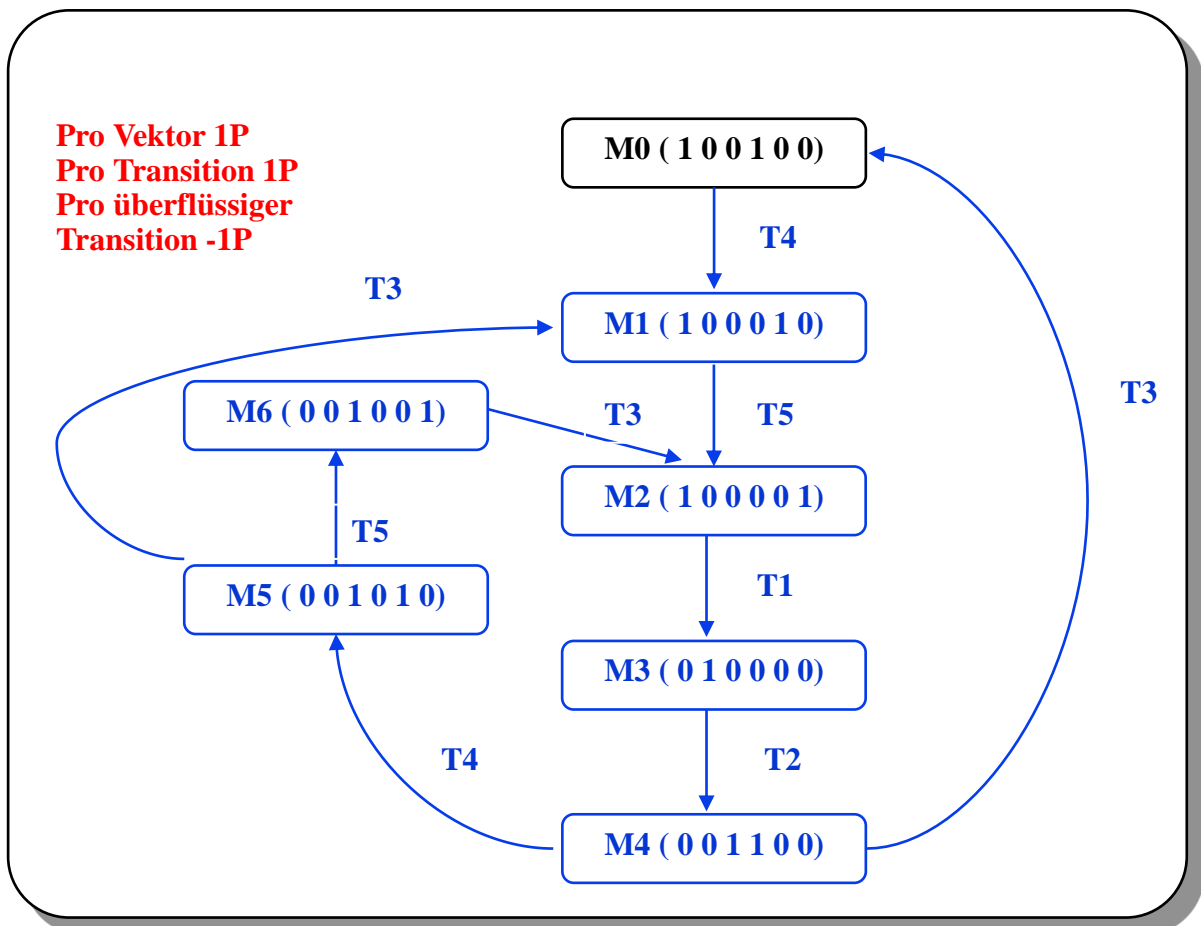 Pro Vektor 1P
Pro Transition 1P
Pro überflüssiger
Transition -1P
M0 ( 1 0 0 1 0 0)
T4
T3
M1 ( 1 0 0 0 1 0)
T3
M6 ( 0 0 1 0 0 1)
T3
T5
M2 ( 1 0 0 0 0 1)
T5
M5 ( 0 0 1 0 1 0)
T1
M3 ( 0 1 0 0 0 0)
T4
T2
M4 ( 0 0 1 1 0 0)